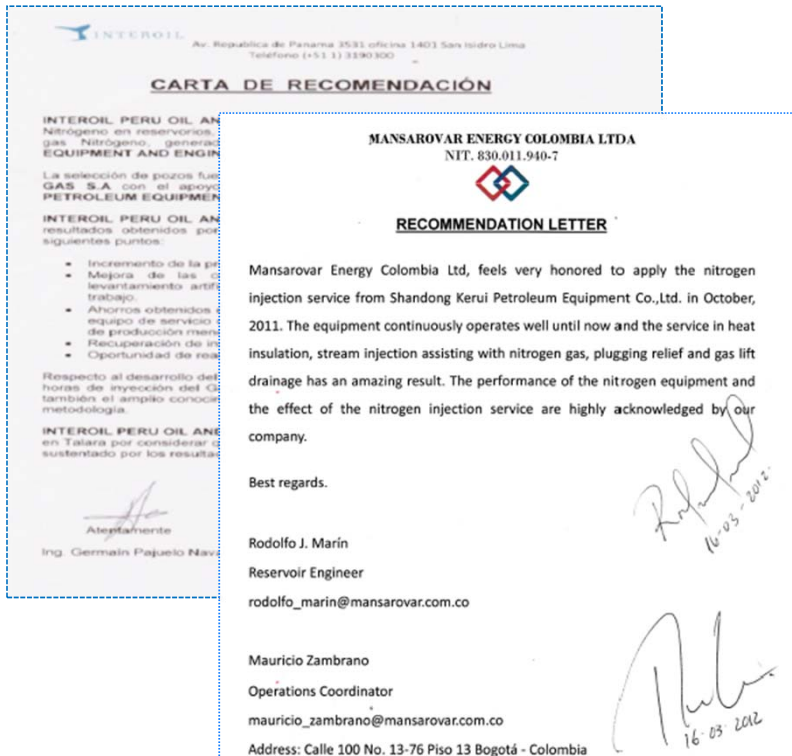 INTEROIL
Av. Republica de Panama 3531 oficina 1401 San Isidro Lima
Teléfono (+51 1) 3190300
CARTA DE RECOMENDACIÓN
INTEROIL PERU OIL AN
Nitrógeno en reservorios.
gas Nitrógeno, generad
EQUIPMENT AND ENGIN
La selección de pozos fue
GAS S.A con el apoyo
PETROLEUM EQUIPMEN
INTEROIL PERU OIL AN
resultados obtenidos por
siguientes puntos:
• Incremento de la pr
• Mejora de las c
levantamiento artifi
trabajo.
• Ahorros obtenidos
equipo de servicio
de producción men
• Recuperación de in
• Oportunidad de rea
Respecto al desarrollo del
horas de inyección del G
también el amplio conocim
metodología.
INTEROIL PERU OIL AND
en Talara por considerar
sustentado por los resulta
Atentamente
Ing. Germain Pajuelo Nava
MANSAROVAR ENERGY COLOMBIA LTDA
NIT. 830.011.940-7
RECOMMENDATION LETTER
Mansarovar Energy Colombia Ltd, feels very honored to apply the nitrogen
injection service from Shandong Kerui Petroleum Equipment Co.,Ltd. in October,
2011. The equipment continuously operates well until now and the service in heat
insulation, stream injection assisting with nitrogen gas, plugging relief and gas lift
drainage has an amazing result. The performance of the nitrogen equipment and
the effect of the nitrogen injection service are highly acknowledged by our
company.
Best regards.
Rodolfo J. Marín
Reservoir Engineer
rodolfo_marin@mansarovar.com.co
16-03-2012.
Mauricio Zambrano
Operations Coordinator
mauricio_zambrano@mansarovar.com.co
16-03-2012
Address: Calle 100 No. 13-76 Piso 13 Bogotá - Colombia